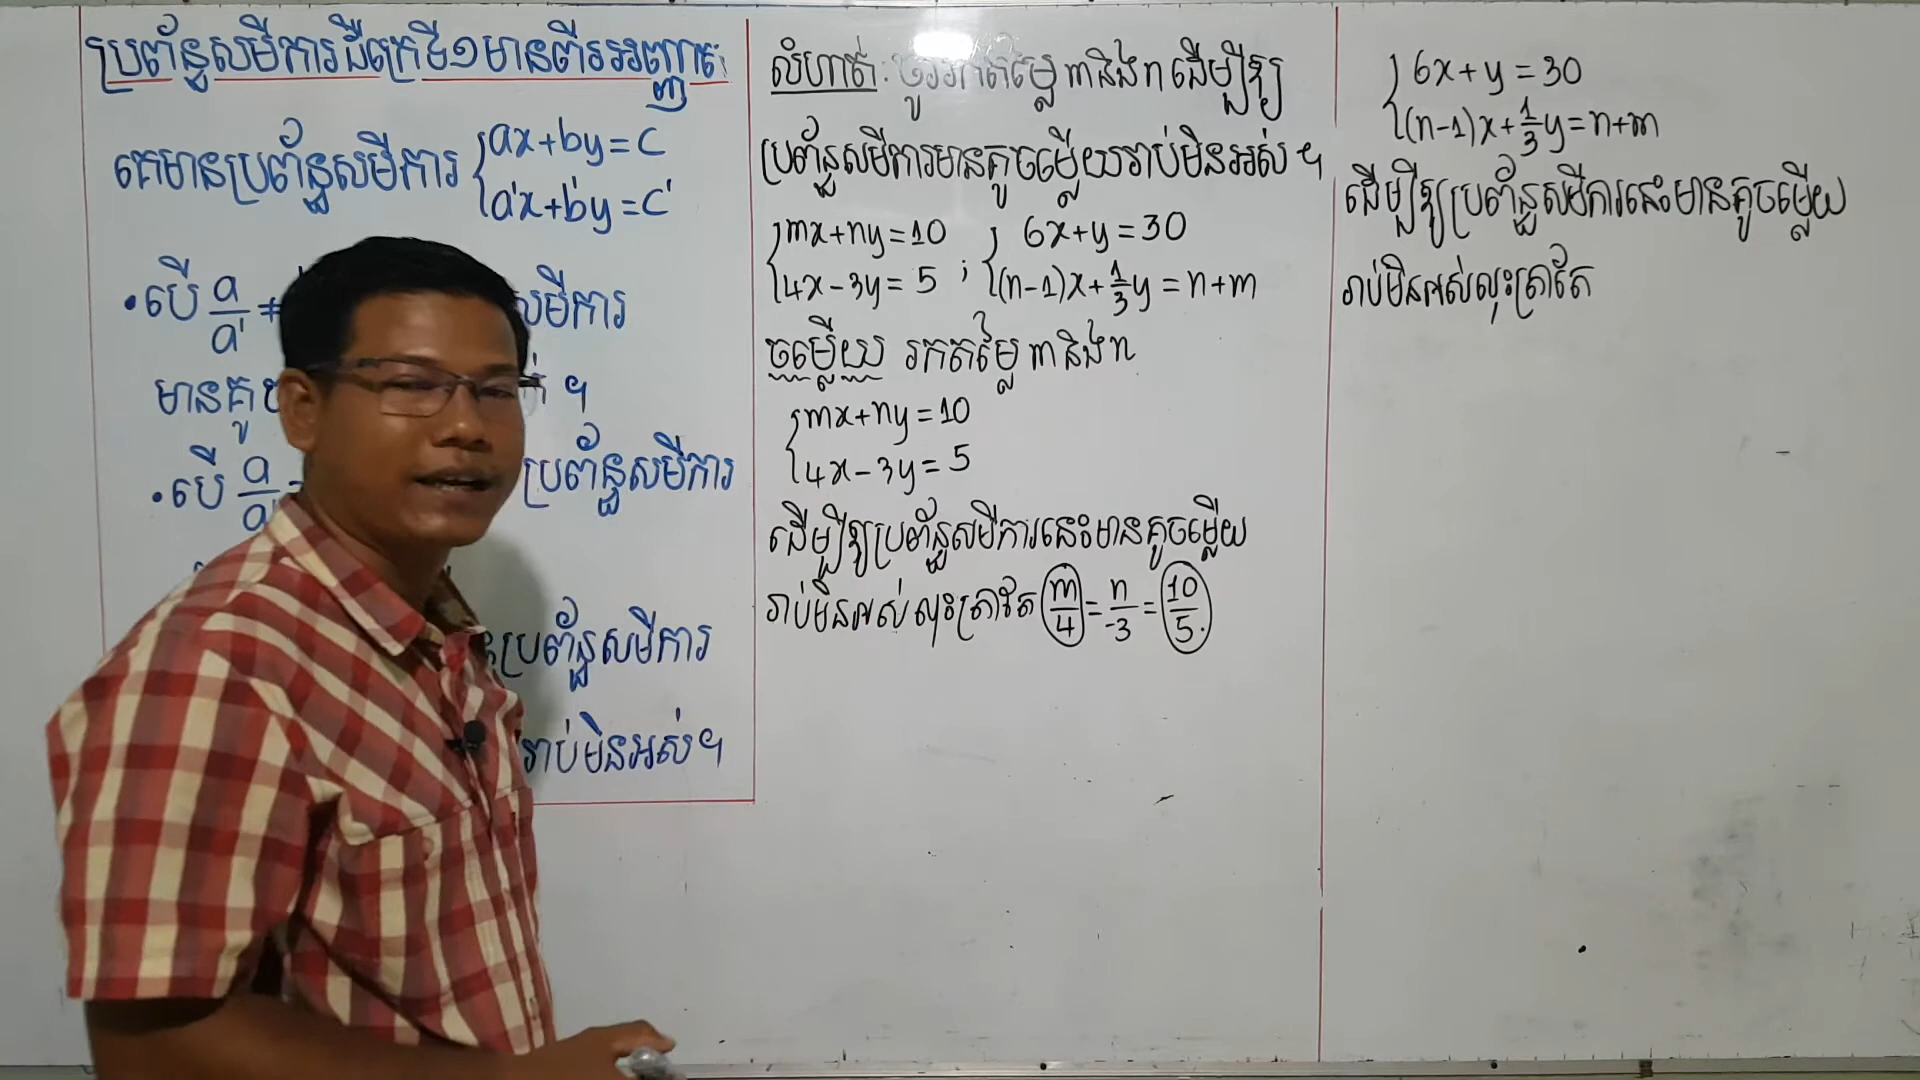 ប្រព័ន្ធសមីការដឺក្រេទី១មានពីរអញ្ញាត
គេមានប្រព័ន្ធសមីការ
ax+by=c
a'x+b'y=c'
•បើ a/a' ≠ សមីការ
មានគូ ។
•បើ a/a' ប្រព័ន្ធសមីការ
ប្រព័ន្ធសមីការ
រាប់មិនអស់។
លំហាត់: ចូររកតម្លៃ m និង n ដើម្បីឱ្យ
ប្រព័ន្ធសមីការមានគូចម្លើយរាប់មិនអស់។
mx+ny=10 ; 6x+y=30
4x-3y=5 (n-1)x+1/3y=n+m
ចម្លើយ រកតម្លៃ m និង n
mx+ny=10
4x-3y=5
ដើម្បីឱ្យប្រព័ន្ធសមីការនេះមានគូចម្លើយ
រាប់មិនអស់លុះត្រាតែ m/4=n/-3=10/5.
6x+y=30
(n-1)x+1/3y=n+m
ដើម្បីឱ្យប្រព័ន្ធសមីការនេះមានគូចម្លើយ
រាប់មិនអស់លុះត្រាតែ